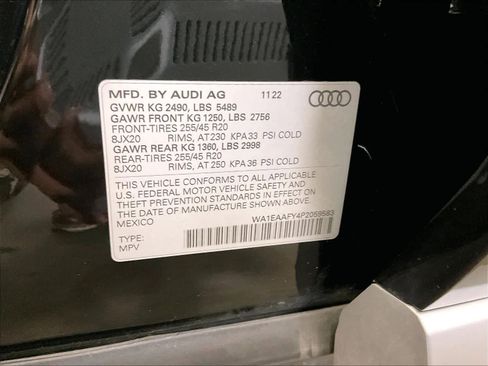 MFD. BY AUDI AG 11 22
GVWR KG 2490, LBS 5489
GAWR FRONT KG 1250, LBS 2756
FRONT-TIRES 255/45 R20
8JX20 RIMS, AT 230 KPA 33 PSI COLD
GAWR REAR KG 1360, LBS 2998
REAR-TIRES 255/45 R20
8JX20 RIMS, AT 250 KPA 36 PSI COLD
THIS VEHICLE CONFORMS TO ALL APPLICABLE
U.S. FEDERAL MOTOR VEHICLE SAFETY AND
THEFT PREVENTION STANDARDS IN EFFECT ON
THE DATE OF MANUFACTURE SHOWN ABOVE.
MEXICO
WA1EAAFY4P2059583
TYPE:
MPV